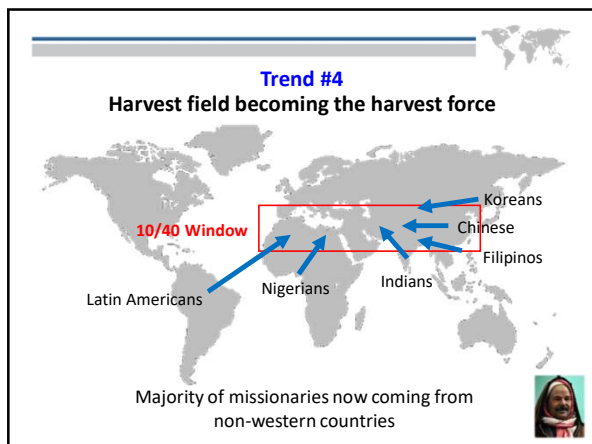 Trend #4
Harvest field becoming the harvest force
Koreans
10/40 Window
Chinese
Filipinos
Indians
Nigerians
Latin Americans
Majority of missionaries now coming from
non-western countries